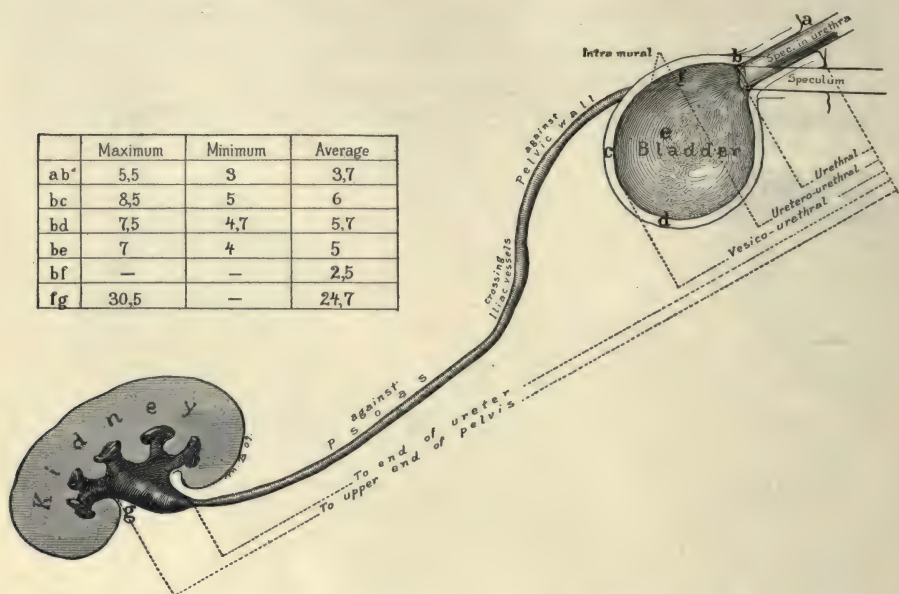 Maximum Minimum Average
ab" 5,5 3 3,7
bc 8,5 5 6
bd 7,5 4,7 5,7
be 7 4 5
bf — — 2,5
fg 30,5 — 24,7
a
Spec. in urethra
b
Speculum
Intra mural
f
e
c
Bladder
d
Urethral
Uretero-urethral
Vesico-urethral
against
Pelvic wall
crossing
Iliac vessels
against
Psoas
To end of ureter
To upper end of pelvis
Kidney
g